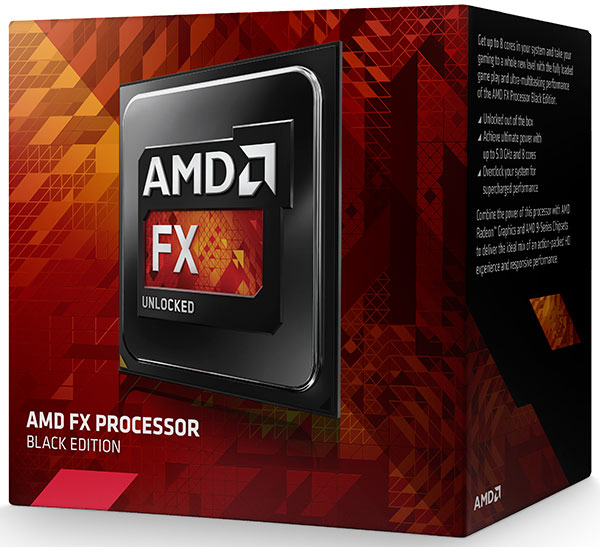 AMD
FX
UNLOCKED
AMD FX PROCESSOR
BLACK EDITION
Get up to 8 cores in your system and take your
gaming to a whole new level with the fully loaded
game play and ultra-multitasking performance
of the AMD FX Processor Black Edition.
Unlocked out of the box
Achieve ultimate power with
up to 5.0 GHz and 8 cores
Overclock your system for
supercharged performance
Combine the power of this processor with AMD
Radeon™ Graphics and AMD 9-Series Chipsets
to deliver the ideal mix of an action-packed HD
experience and responsive performance
AMD